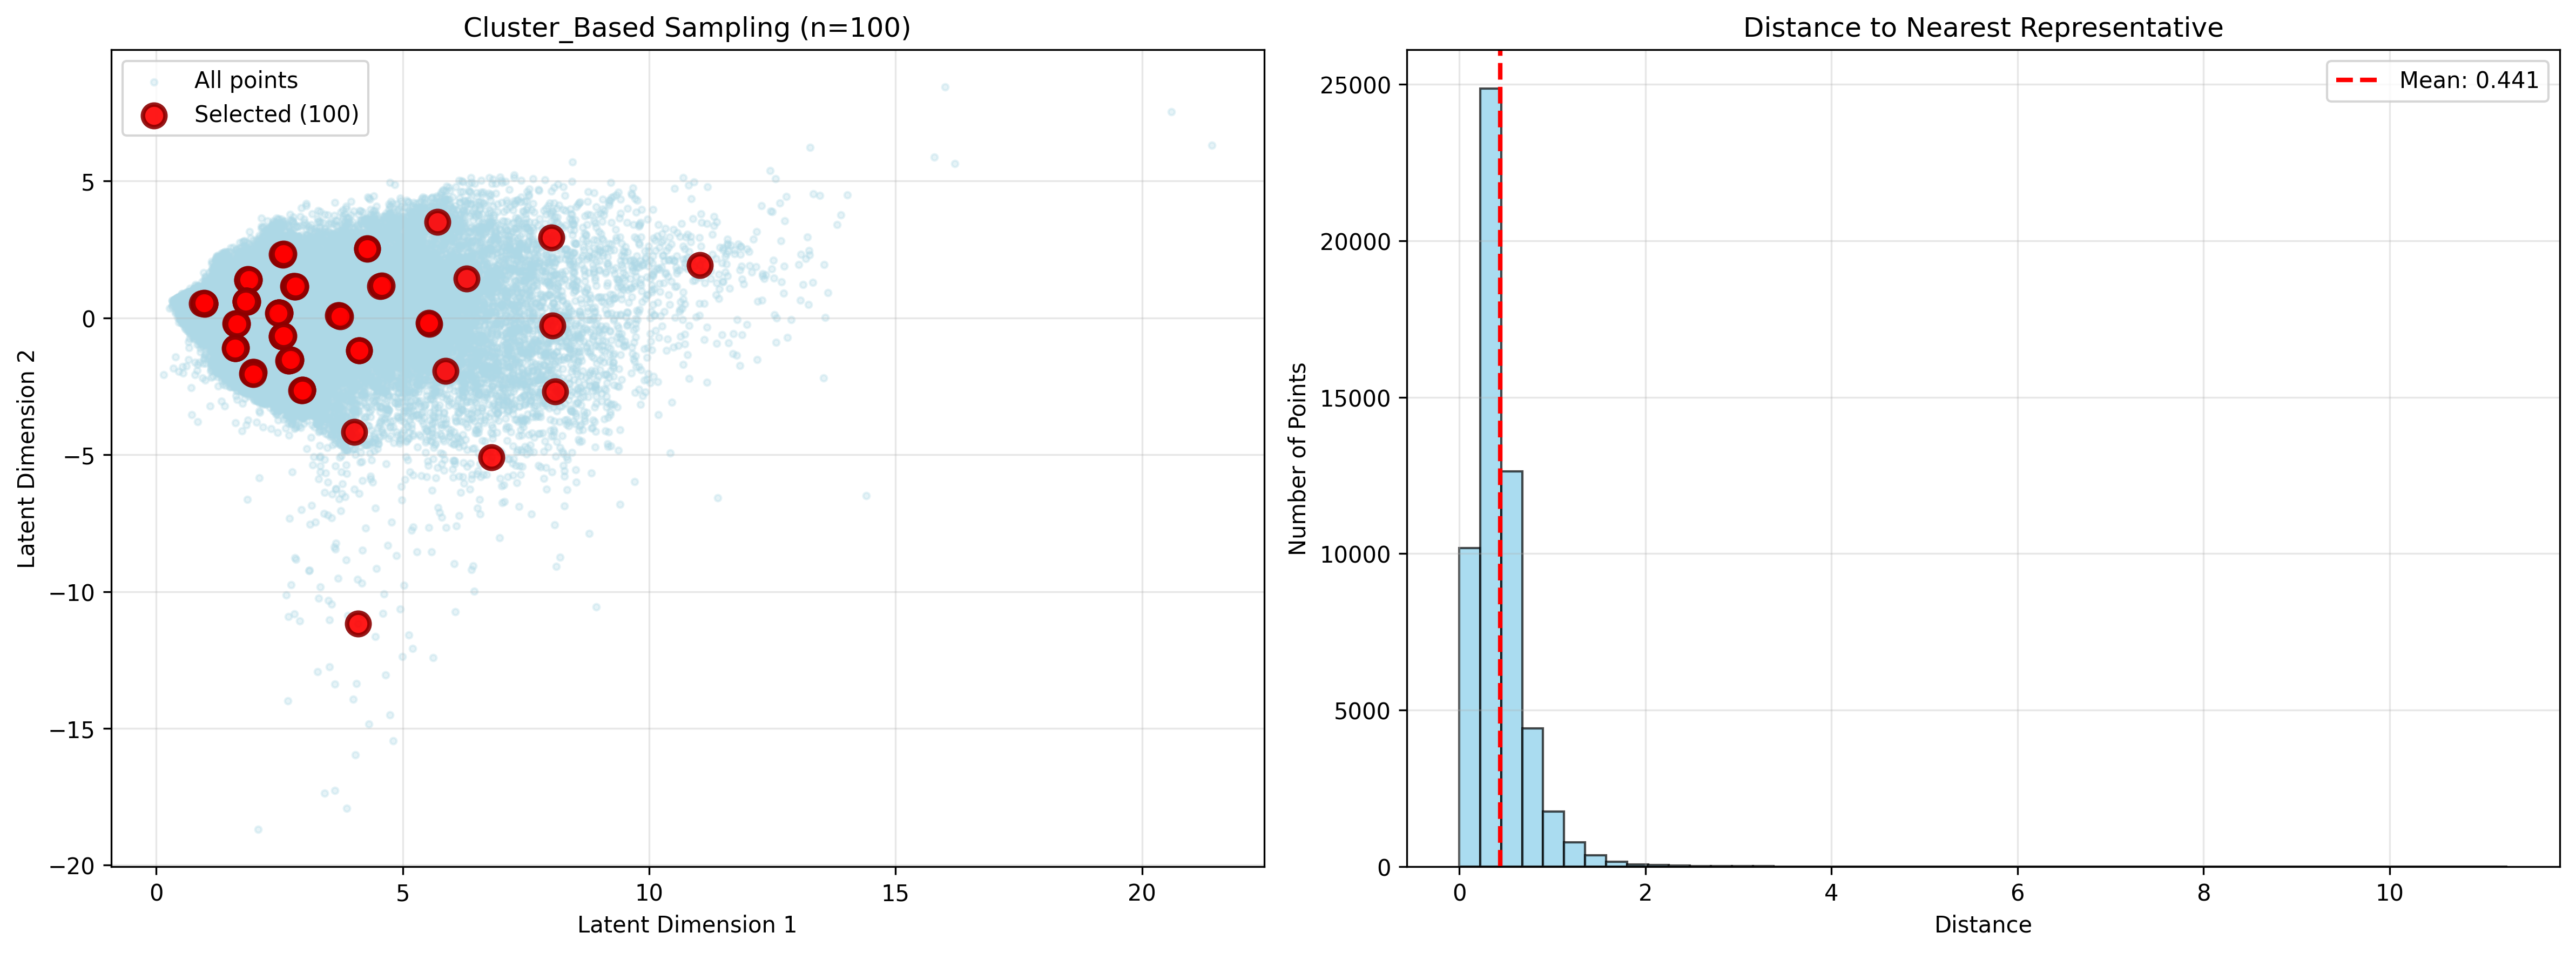 Cluster_Based Sampling (n=100)
All points
Selected (100)
5
0
−5
−10
−15
−20
Latent Dimension 2
0
5
10
15
20
Latent Dimension 1
Distance to Nearest Representative
Mean: 0.441
25000
20000
15000
10000
5000
0
Number of Points
0
2
4
6
8
10
Distance